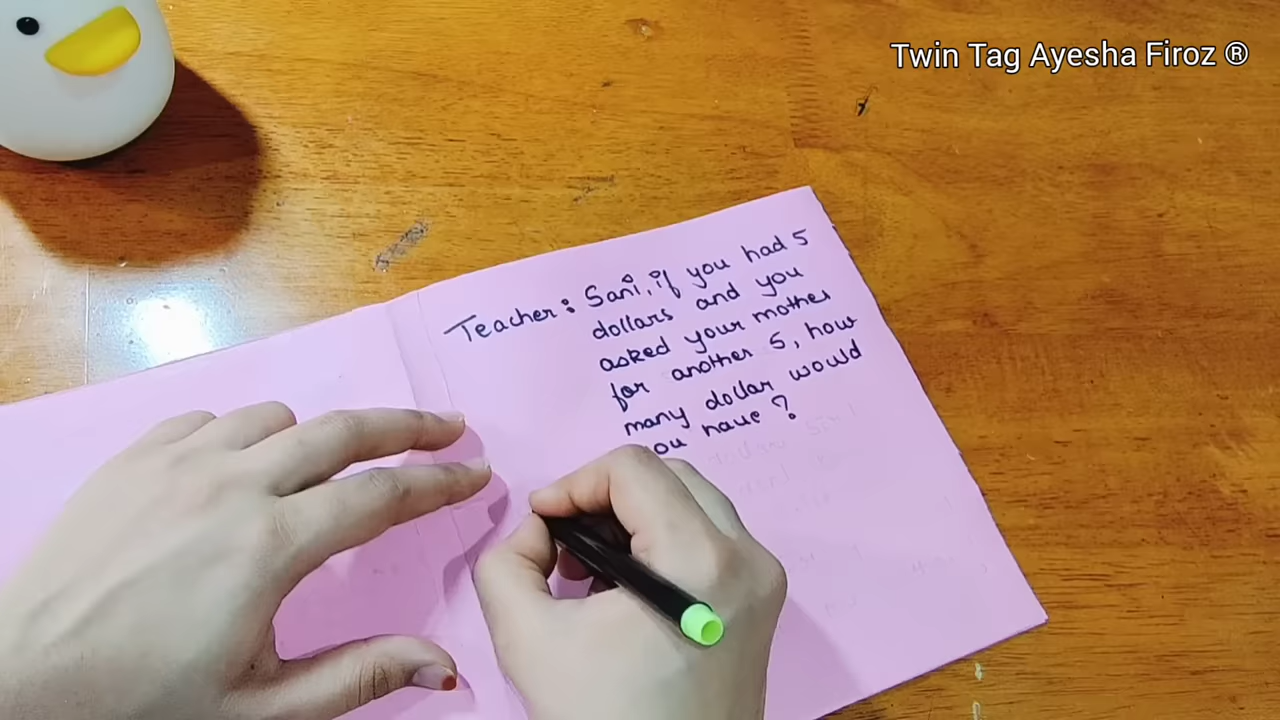 Twin Tag Ayesha Firoz ®
Teacher: Sani, if you had 5
dollars and you
asked your mother
for another 5, how
many dollar would
you have ?